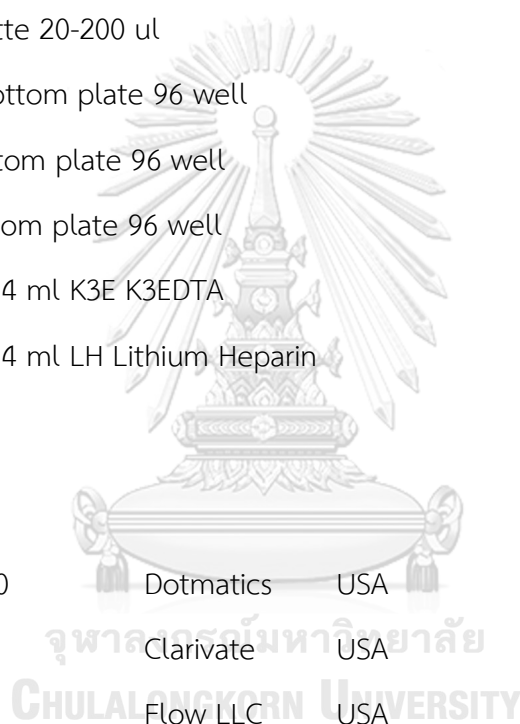 tte 20-200 ul
ottom plate 96 well
tom plate 96 well
om plate 96 well
4 ml K3E K3EDTA
4 ml LH Lithium Heparin
0 Dotmatics USA
จุฬาลงกรณ์มหาวิทยาลัย
Clarivate USA
CHULALONGKORN UNIVERSITY
Flow LLC USA